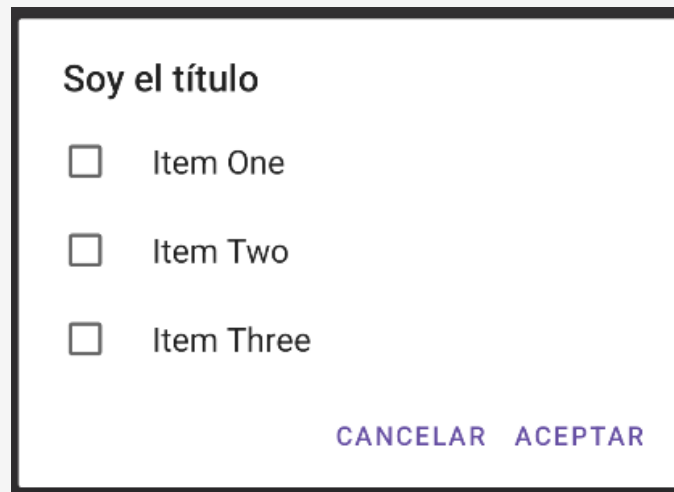 Soy el título
Item One
Item Two
Item Three
CANCELAR ACEPTAR